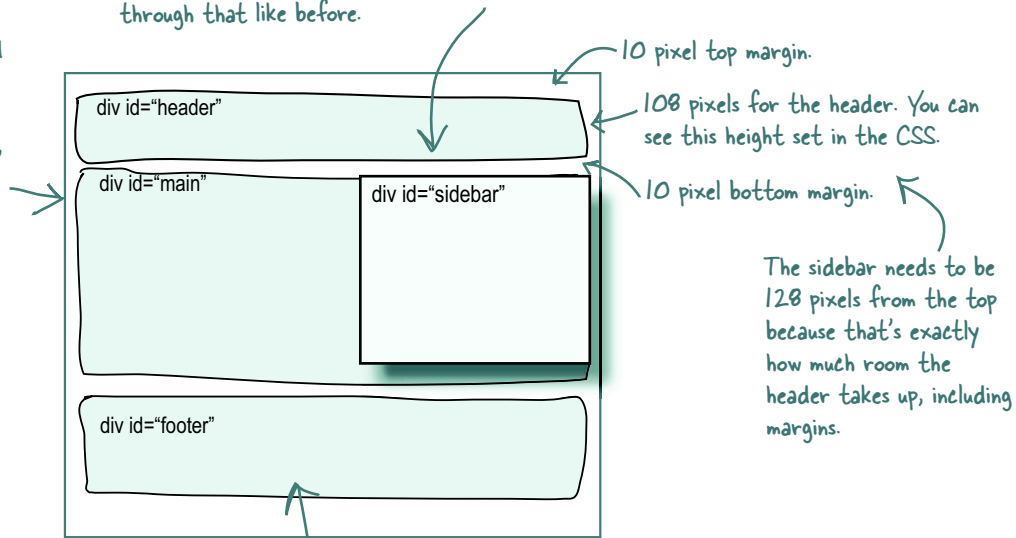 through that like before.
10 pixel top margin.
div id=“header”
108 pixels for the header. You can
see this height set in the CSS.
div id=“main”
div id=“sidebar”
10 pixel bottom margin.
The sidebar needs to be
128 pixels from the top
because that's exactly
how much room the
header takes up, including
margins.
div id=“footer”